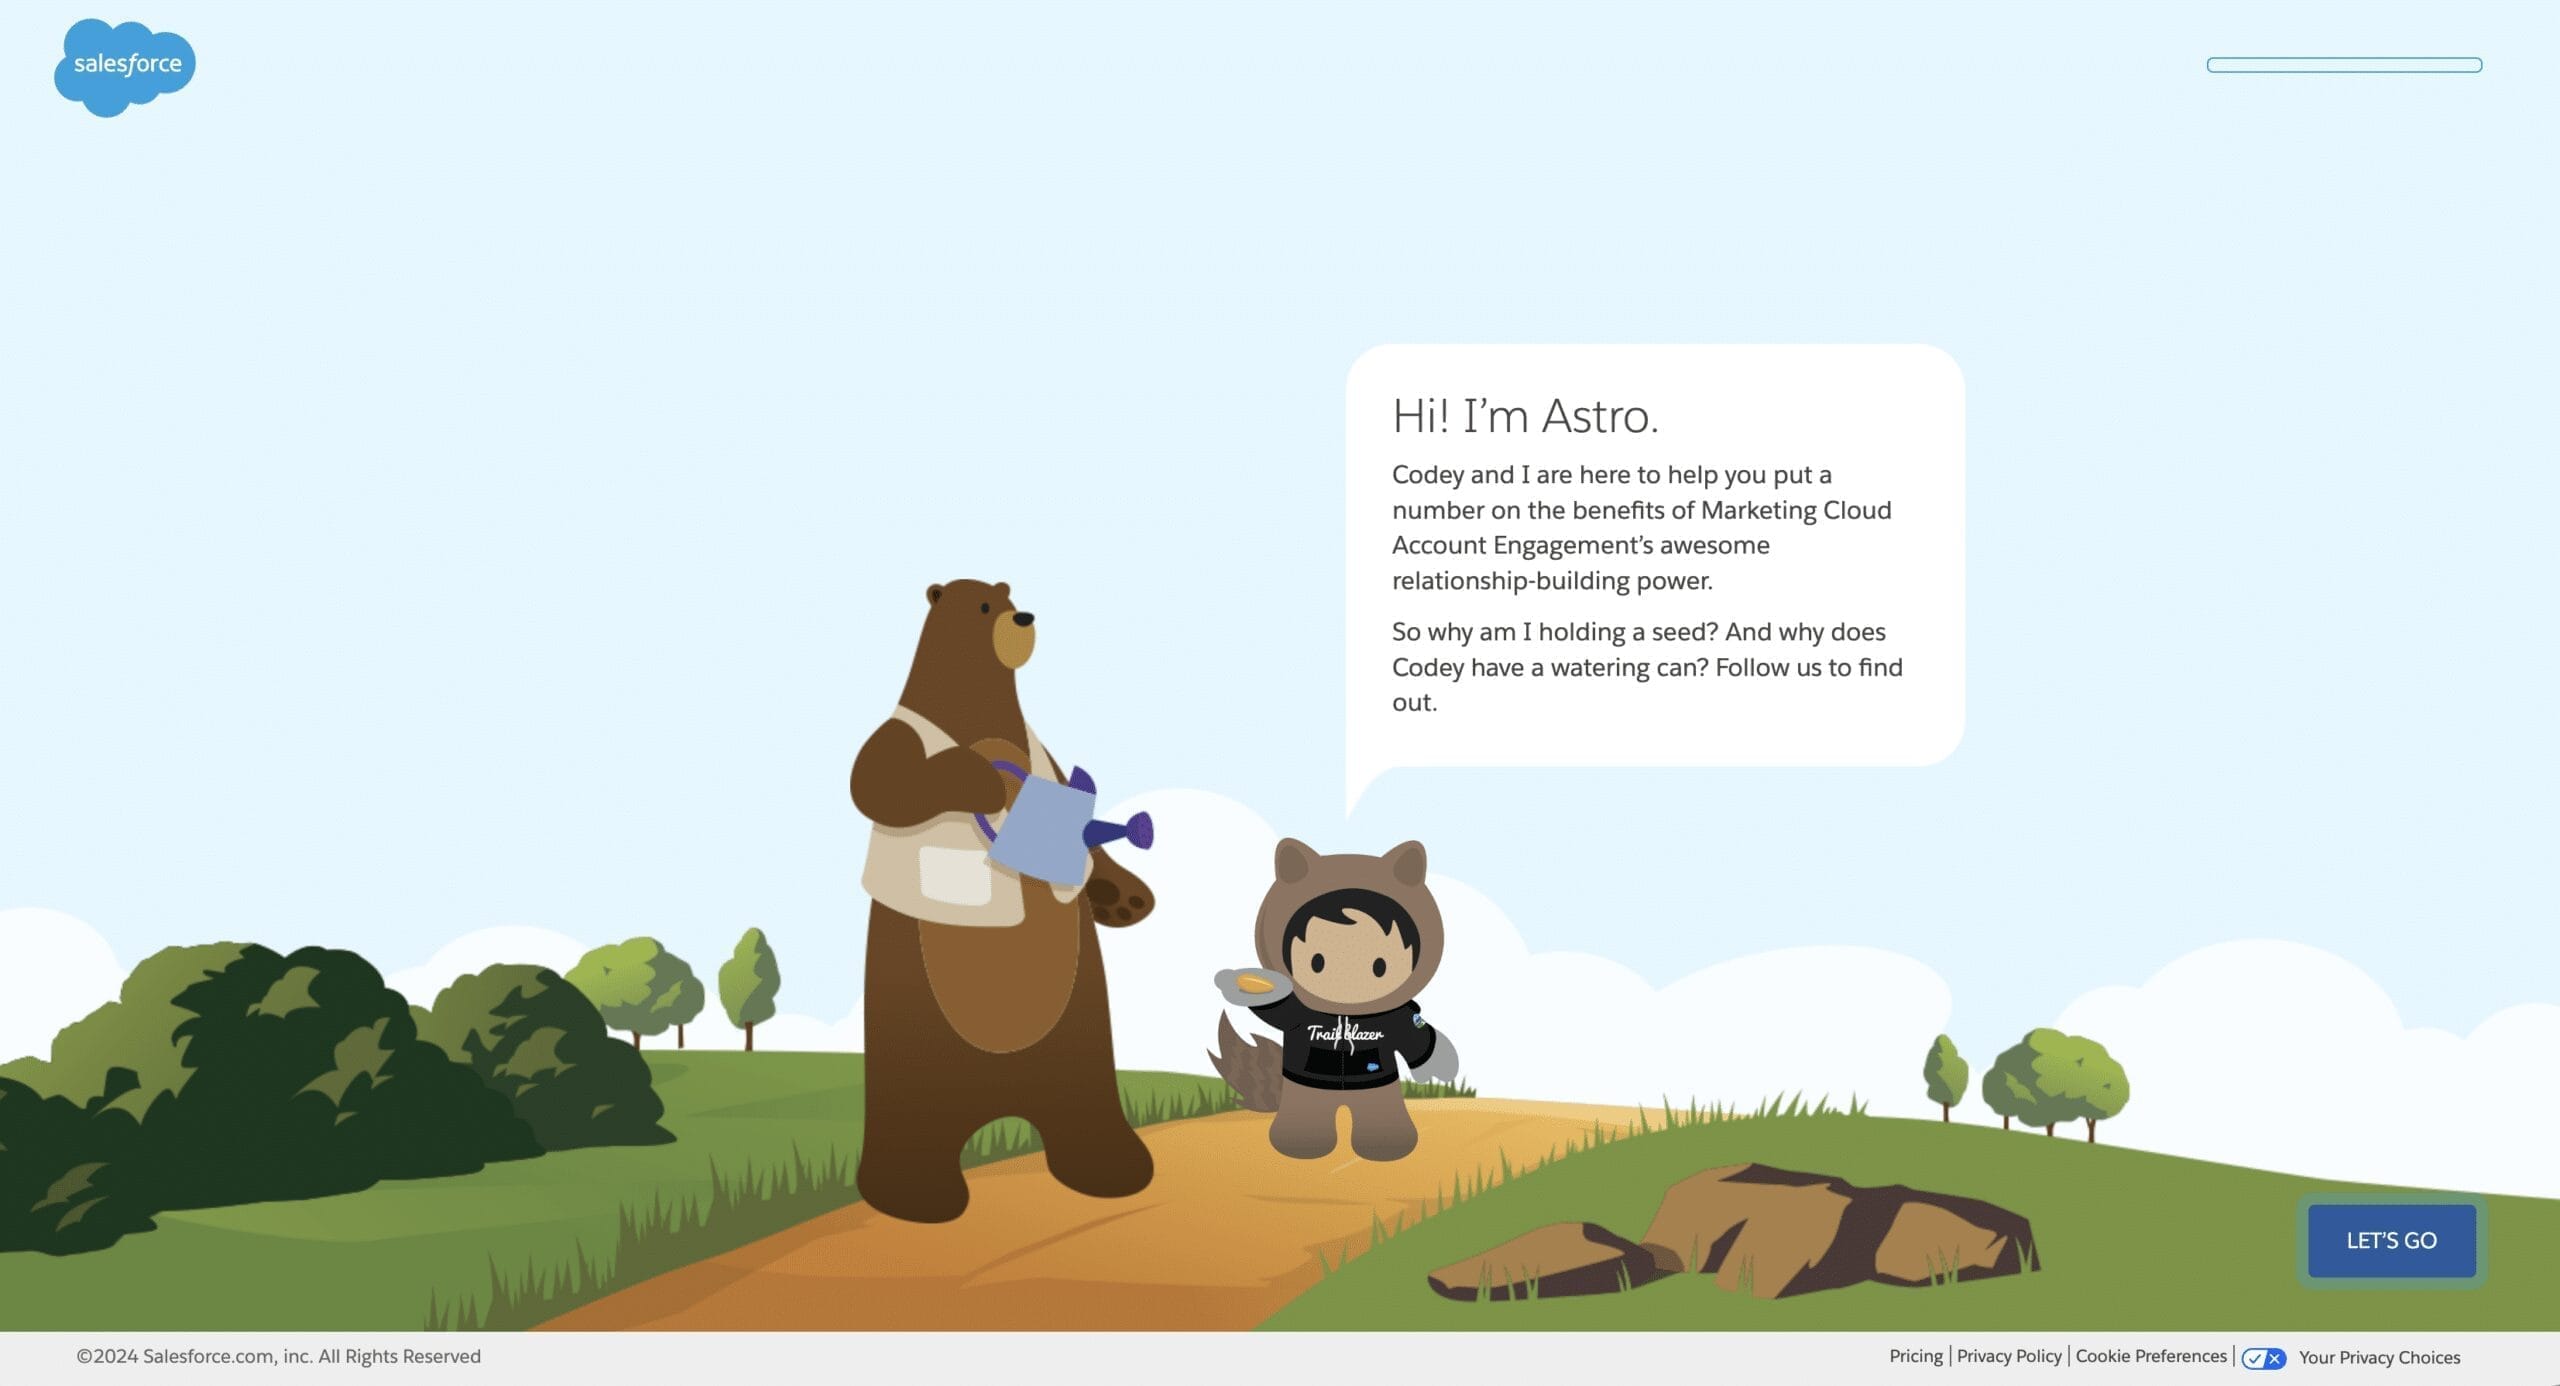 salesforce
Hi! I’m Astro.
Codey and I are here to help you put a
number on the benefits of Marketing Cloud
Account Engagement’s awesome
relationship-building power.
So why am I holding a seed? And why does
Codey have a watering can? Follow us to find
out.
Trailblazer
LET’S GO
©2024 Salesforce.com, inc. All Rights Reserved
Pricing | Privacy Policy | Cookie Preferences | Your Privacy Choices